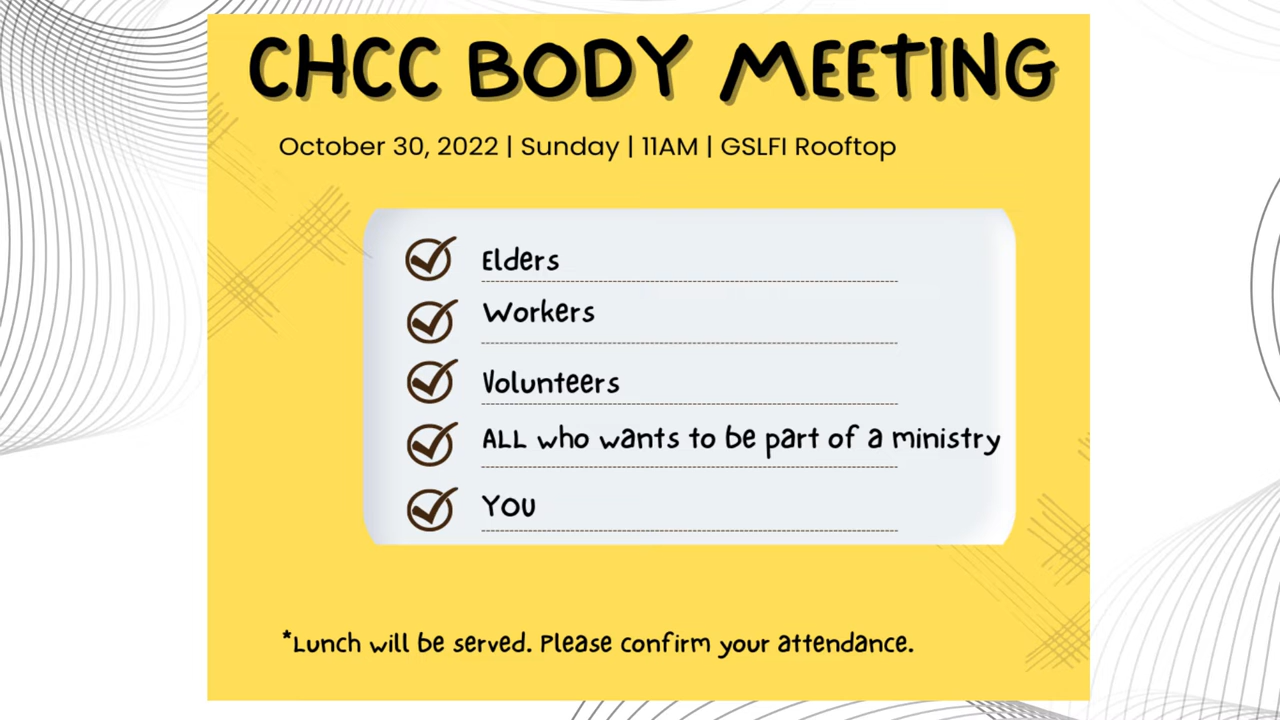 CHCC BODY MEETING
October 30, 2022 | Sunday | 11AM | GSLFI Rooftop
Elders
Workers
Volunteers
ALL who wants to be part of a ministry
You
*Lunch will be served. Please confirm your attendance.